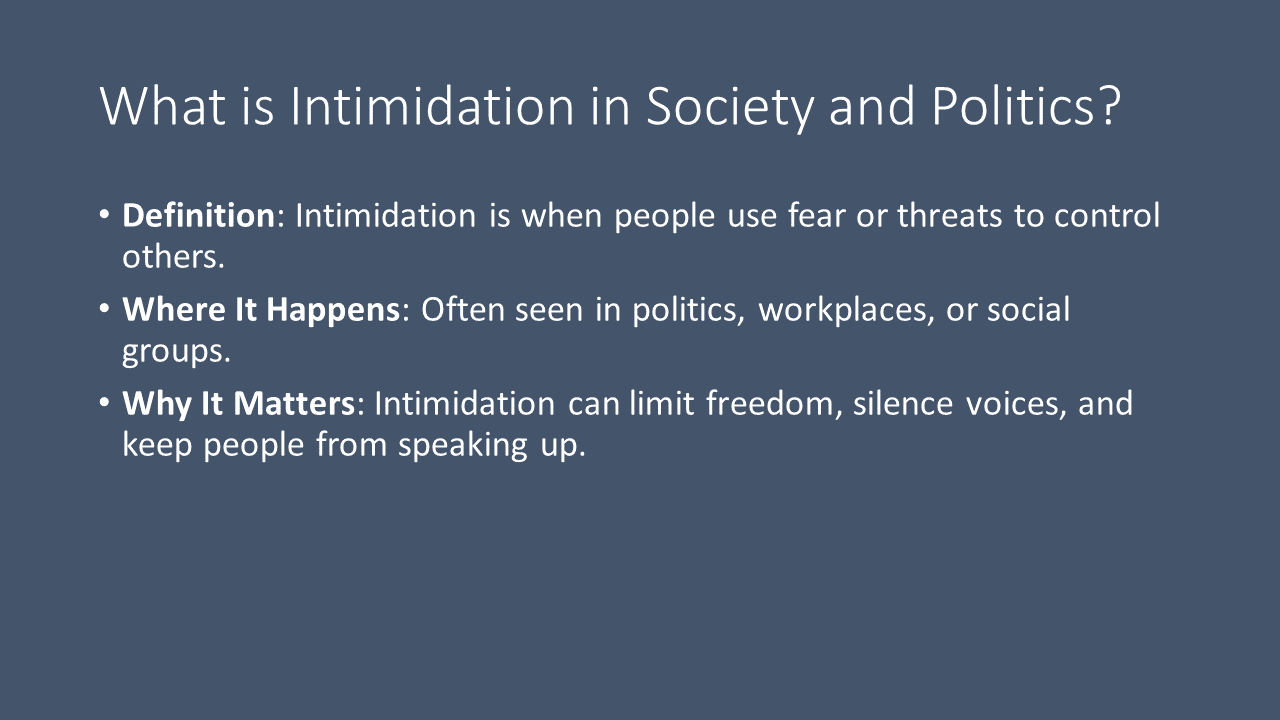 What is Intimidation in Society and Politics?
• Definition: Intimidation is when people use fear or threats to control
others.
• Where It Happens: Often seen in politics, workplaces, or social
groups.
• Why It Matters: Intimidation can limit freedom, silence voices, and
keep people from speaking up.